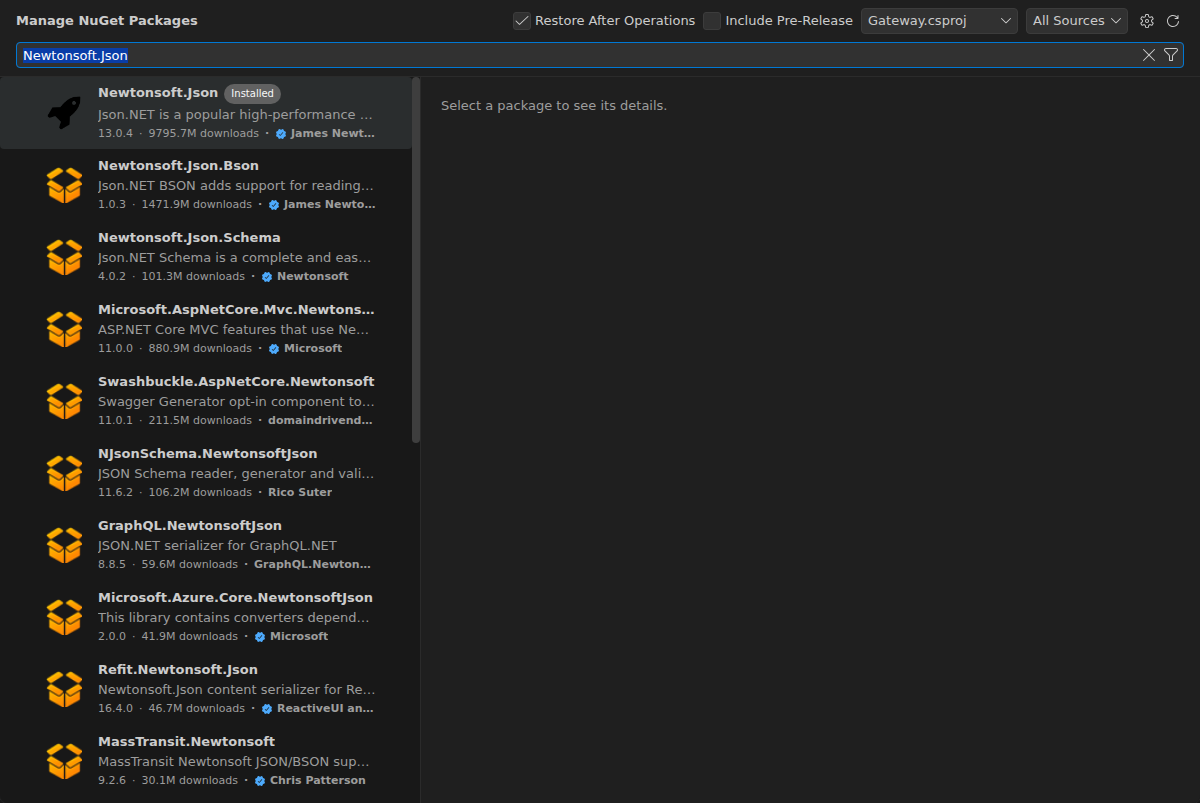 Manage NuGet Packages
Restore After Operations
Include Pre-Release
Gateway.csproj
All Sources
Newtonsoft.Json
Newtonsoft.Json Installed
Json.NET is a popular high-performance ...
13.0.4 · 9795.7M downloads · James Newt...
Select a package to see its details.
Newtonsoft.Json.Bson
Json.NET BSON adds support for reading...
1.0.3 · 1471.9M downloads · James Newto...
Newtonsoft.Json.Schema
Json.NET Schema is a complete and eas...
4.0.2 · 101.3M downloads · Newtonsoft
Microsoft.AspNetCore.Mvc.Newtons...
ASP.NET Core MVC features that use Ne...
11.0.0 · 880.9M downloads · Microsoft
Swashbuckle.AspNetCore.Newtonsoft
Swagger Generator opt-in component to...
11.0.1 · 211.5M downloads · domaindrivend...
NJsonSchema.NewtonsoftJson
JSON Schema reader, generator and vali...
11.6.2 · 106.2M downloads · Rico Suter
GraphQL.NewtonsoftJson
JSON.NET serializer for GraphQL.NET
8.8.5 · 59.6M downloads · GraphQL.Newton...
Microsoft.Azure.Core.NewtonsoftJson
This library contains converters depend...
2.0.0 · 41.9M downloads · Microsoft
Refit.Newtonsoft.Json
Newtonsoft.Json content serializer for Re...
16.4.0 · 46.7M downloads · ReactiveUI an...
MassTransit.Newtonsoft
MassTransit Newtonsoft JSON/BSON sup...
9.2.6 · 30.1M downloads · Chris Patterson